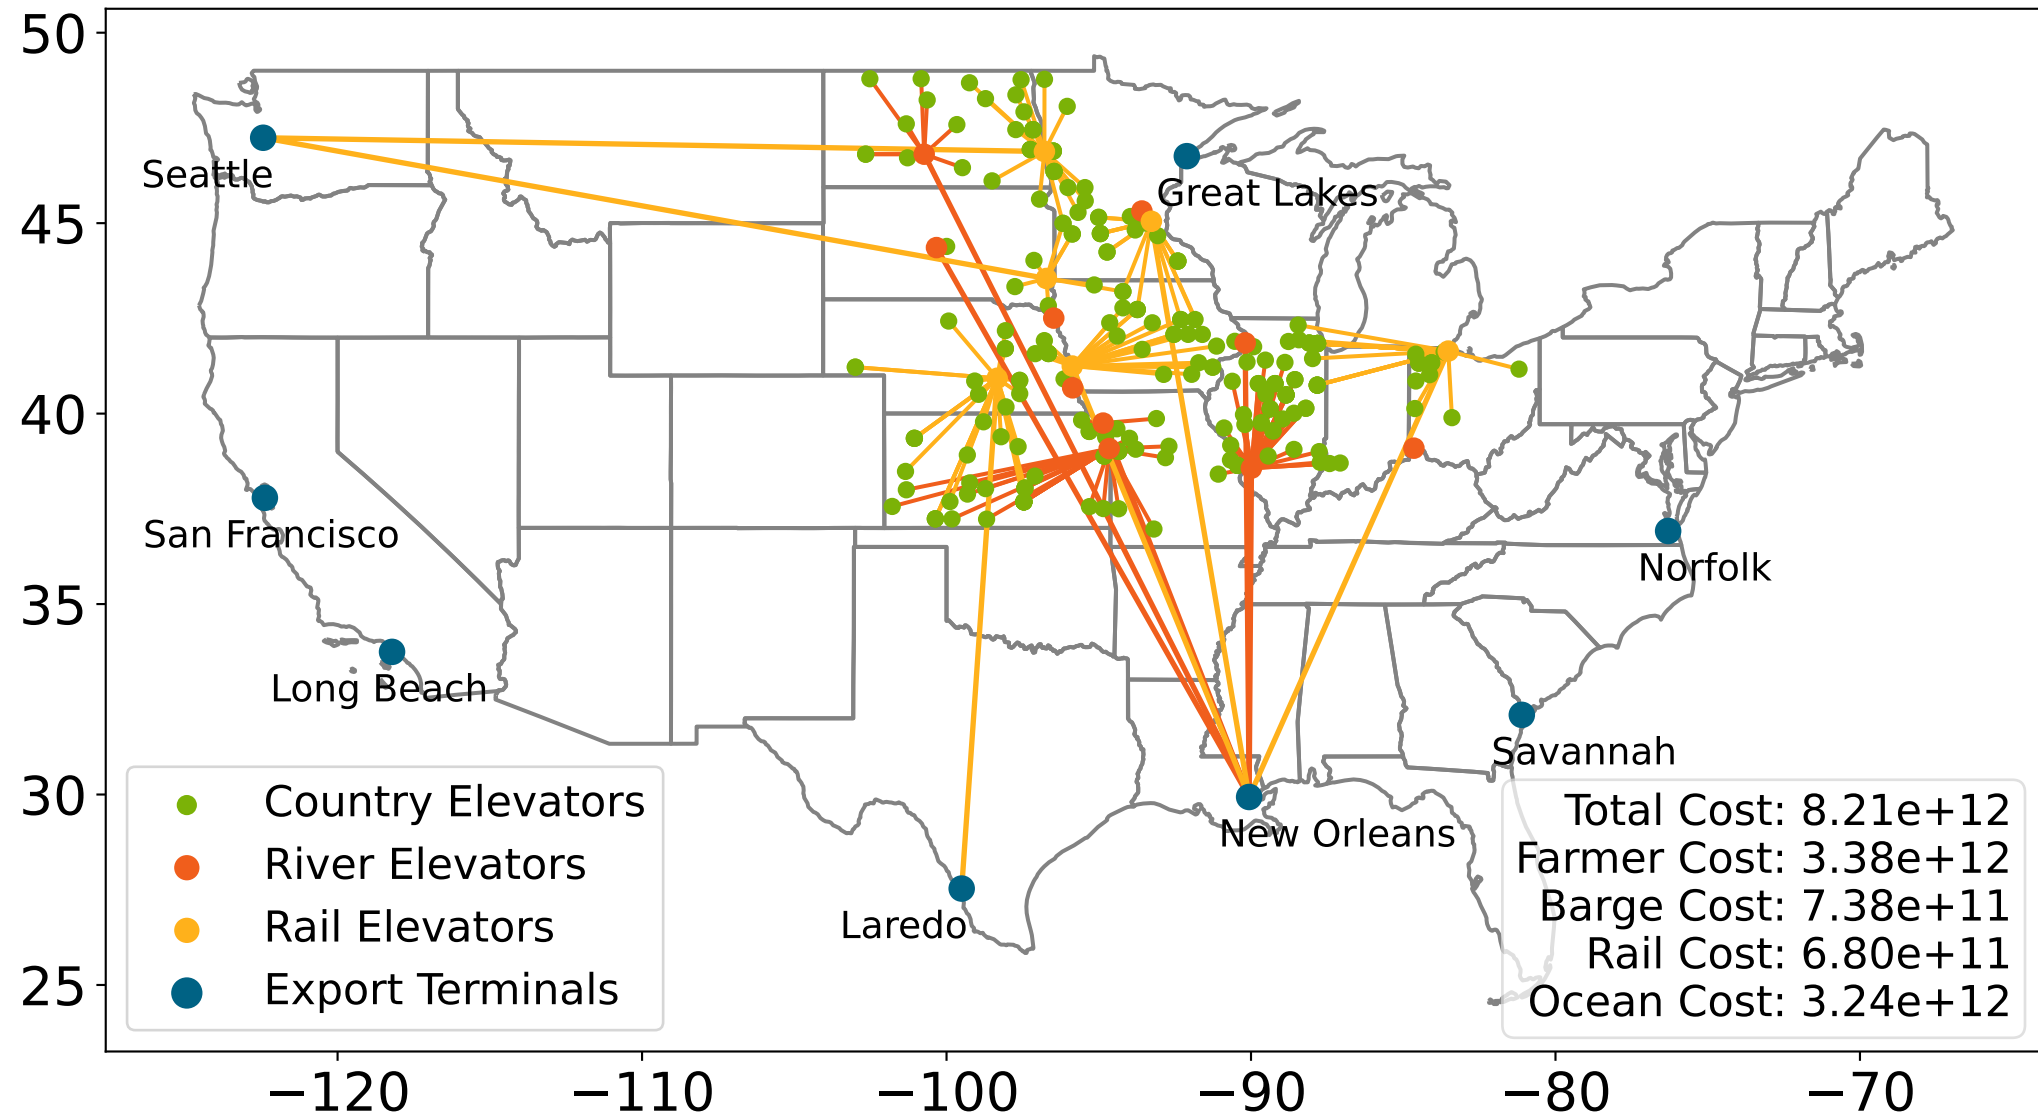 50
45
40
35
30
25
−120
−110
−100
−90
−80
−70
Seattle
Great Lakes
San Francisco
Norfolk
Long Beach
Savannah
New Orleans
Laredo
Country Elevators
River Elevators
Rail Elevators
Export Terminals
Total Cost: 8.21e+12
Farmer Cost: 3.38e+12
Barge Cost: 7.38e+11
Rail Cost: 6.80e+11
Ocean Cost: 3.24e+12